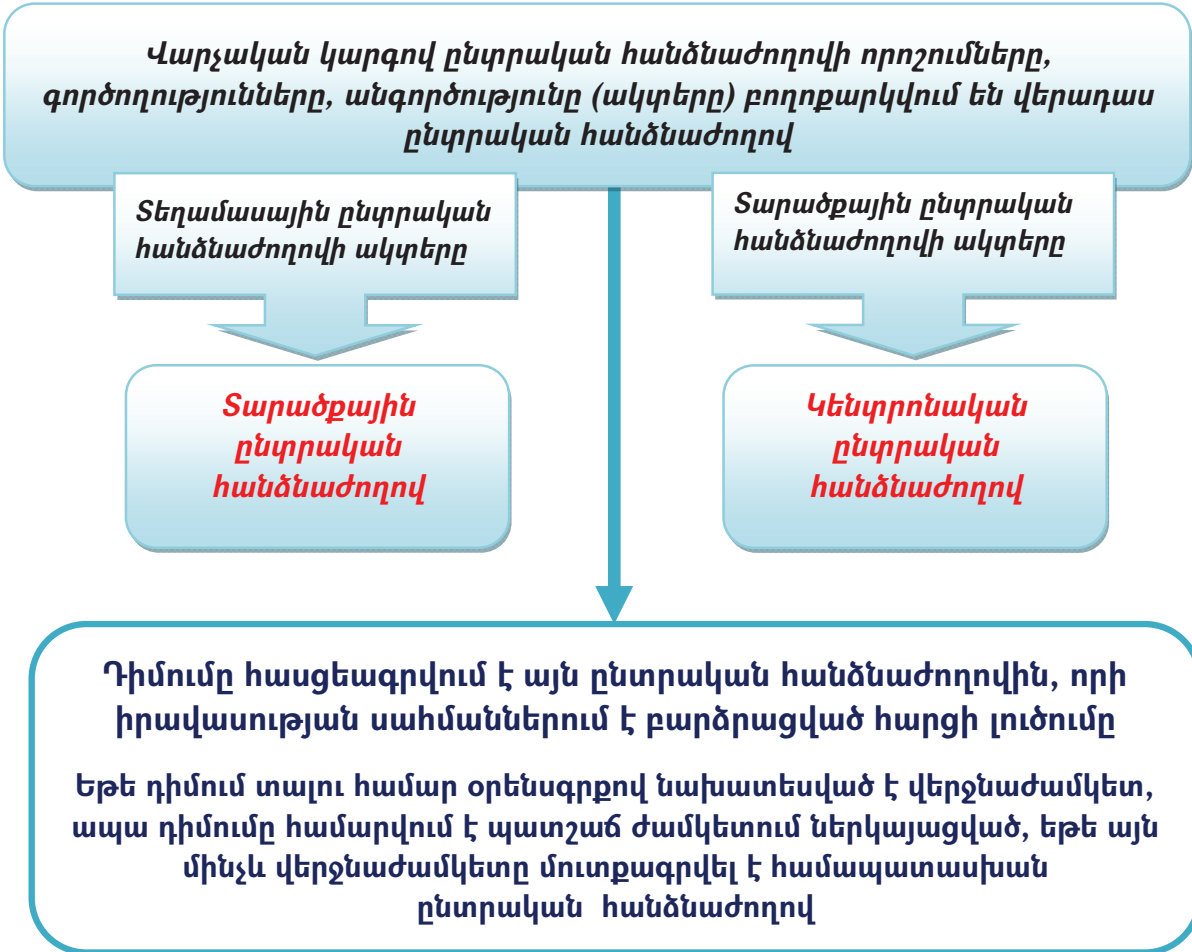 Վարչական կարգով ընտրական հանձնաժողովի որոշումները,
գործողությունները, անգործությունը (ակտերը) բողոքարկվում են վերադաս
ընտրական հանձնաժողով
Տեղամասային ընտրական
հանձնաժողովի ակտերը
Տարածքային ընտրական
հանձնաժողովի ակտերը
Տարածքային
ընտրական
հանձնաժողով
Կենտրոնական
ընտրական
հանձնաժողով
Դիմումը հասցեագրվում է այն ընտրական հանձնաժողովին, որի
իրավասության սահմաններում է բարձրացված հարցի լուծումը
Եթե դիմում տալու համար օրենսգրքով նախատեսված է վերջնաժամկետ,
ապա դիմումը համարվում է պատշաճ ժամկետում ներկայացված, եթե այն
մինչև վերջնաժամկետը մուտքագրվել է համապատասխան
ընտրական հանձնաժողով